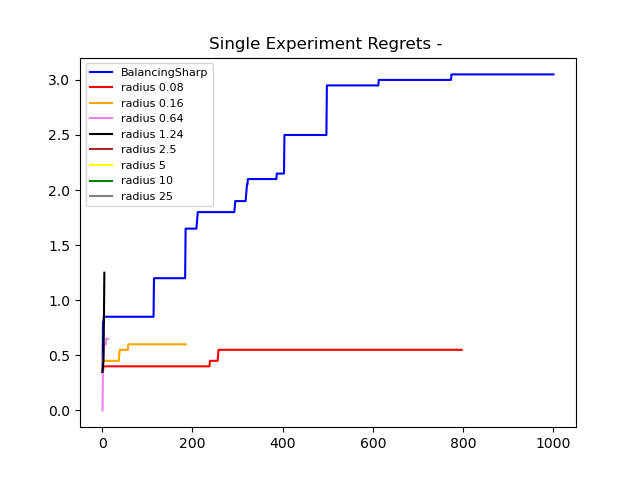 Single Experiment Regrets -
BalancingSharp
radius 0.08
radius 0.16
radius 0.64
radius 1.24
radius 2.5
radius 5
radius 10
radius 25
3.0
2.5
2.0
1.5
1.0
0.5
0.0
0 200 400 600 800 1000